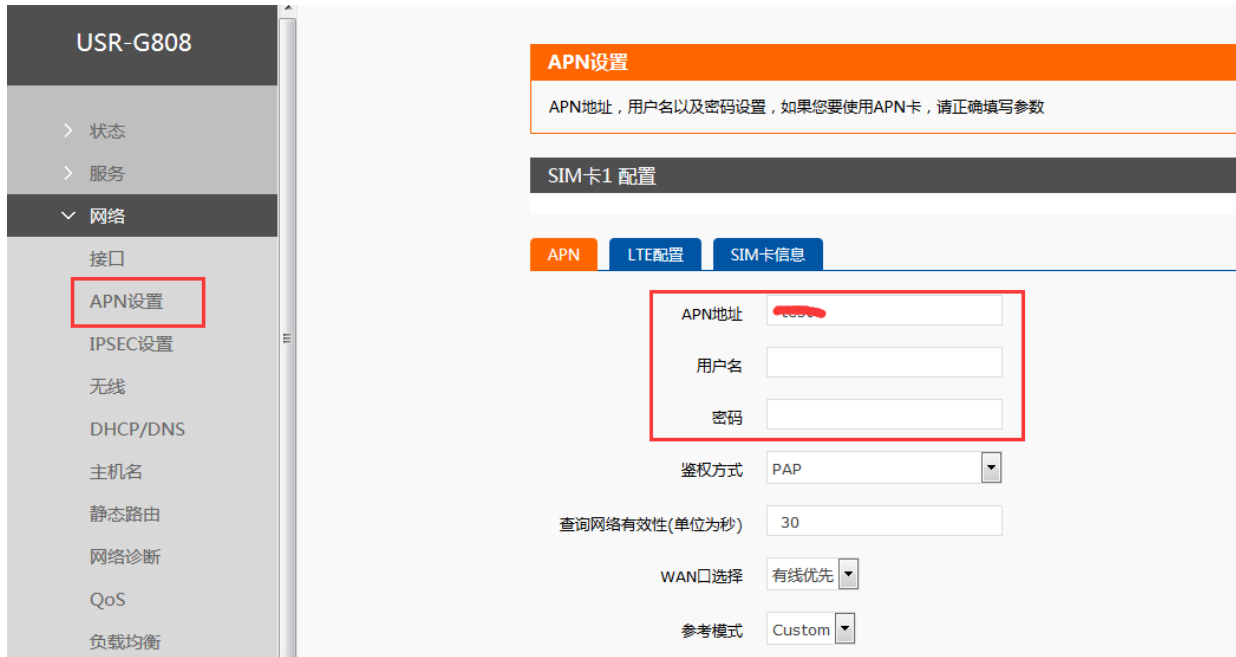 USR-G808
状态
服务
网络
接口
APN设置
IPSEC设置
无线
DHCP/DNS
主机名
静态路由
网络诊断
QoS
负载均衡
APN设置
APN地址，用户名以及密码设置，如果您要使用APN卡，请正确填写参数
SIM卡1 配置
APN LTE配置 SIM卡信息
APN地址
用户名
密码
鉴权方式 PAP
查询网络有效性(单位为秒) 30
WAN口选择 有线优先
参考模式 Custom